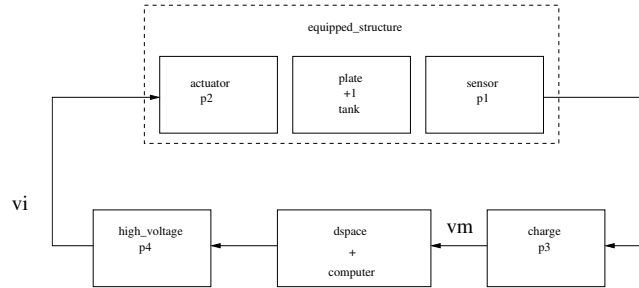 equipped_structure
actuator
p2
plate
+1
tank
sensor
p1
vi
high_voltage
p4
dspace
+
computer
vm
charge
p3